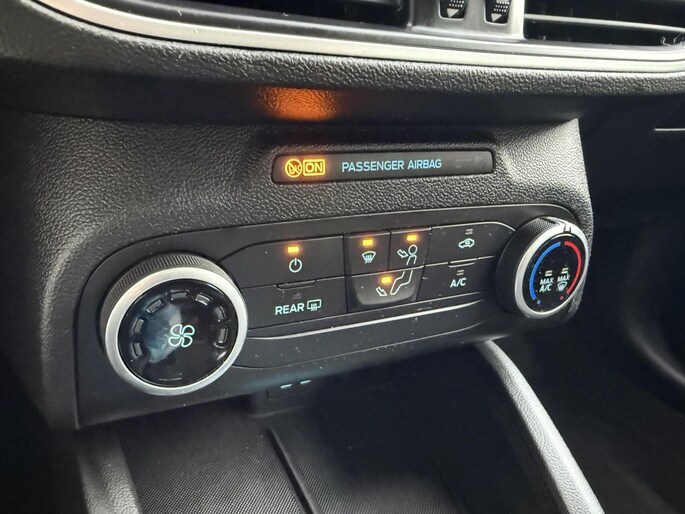 ON PASSENGER AIRBAG
REAR
A/C
MAX A/C
MAX